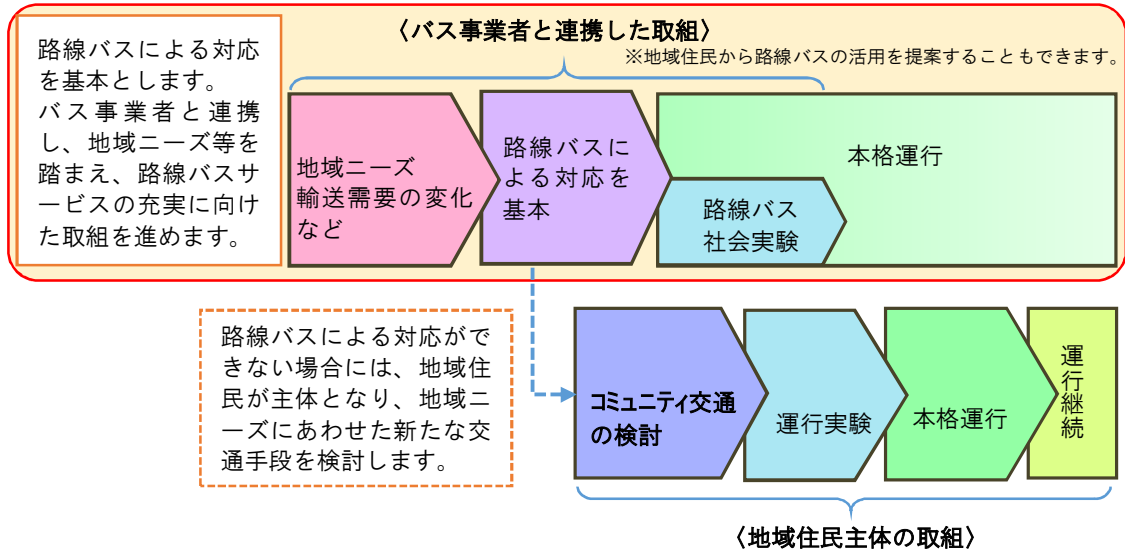 〈バス事業者と連携した取組〉
※地域住民から路線バスの活用を提案することもできます。
路線バスによる対応
を基本とします。
バス事業者と連携
し、地域ニーズ等を
踏まえ、路線バスサ
ービスの充実に向け
た取組を進めます。
地域ニーズ
輸送需要の変化
など
路線バスに
よる対応を
基本
本格運行
路線バス
社会実験
路線バスによる対応がで
きない場合には、地域住
民が主体となり、地域ニ
ーズにあわせた新たな交
通手段を検討します。
コミュニティ交通
の検討
運行実験
本格運行
運行継続
〈地域住民主体の取組〉